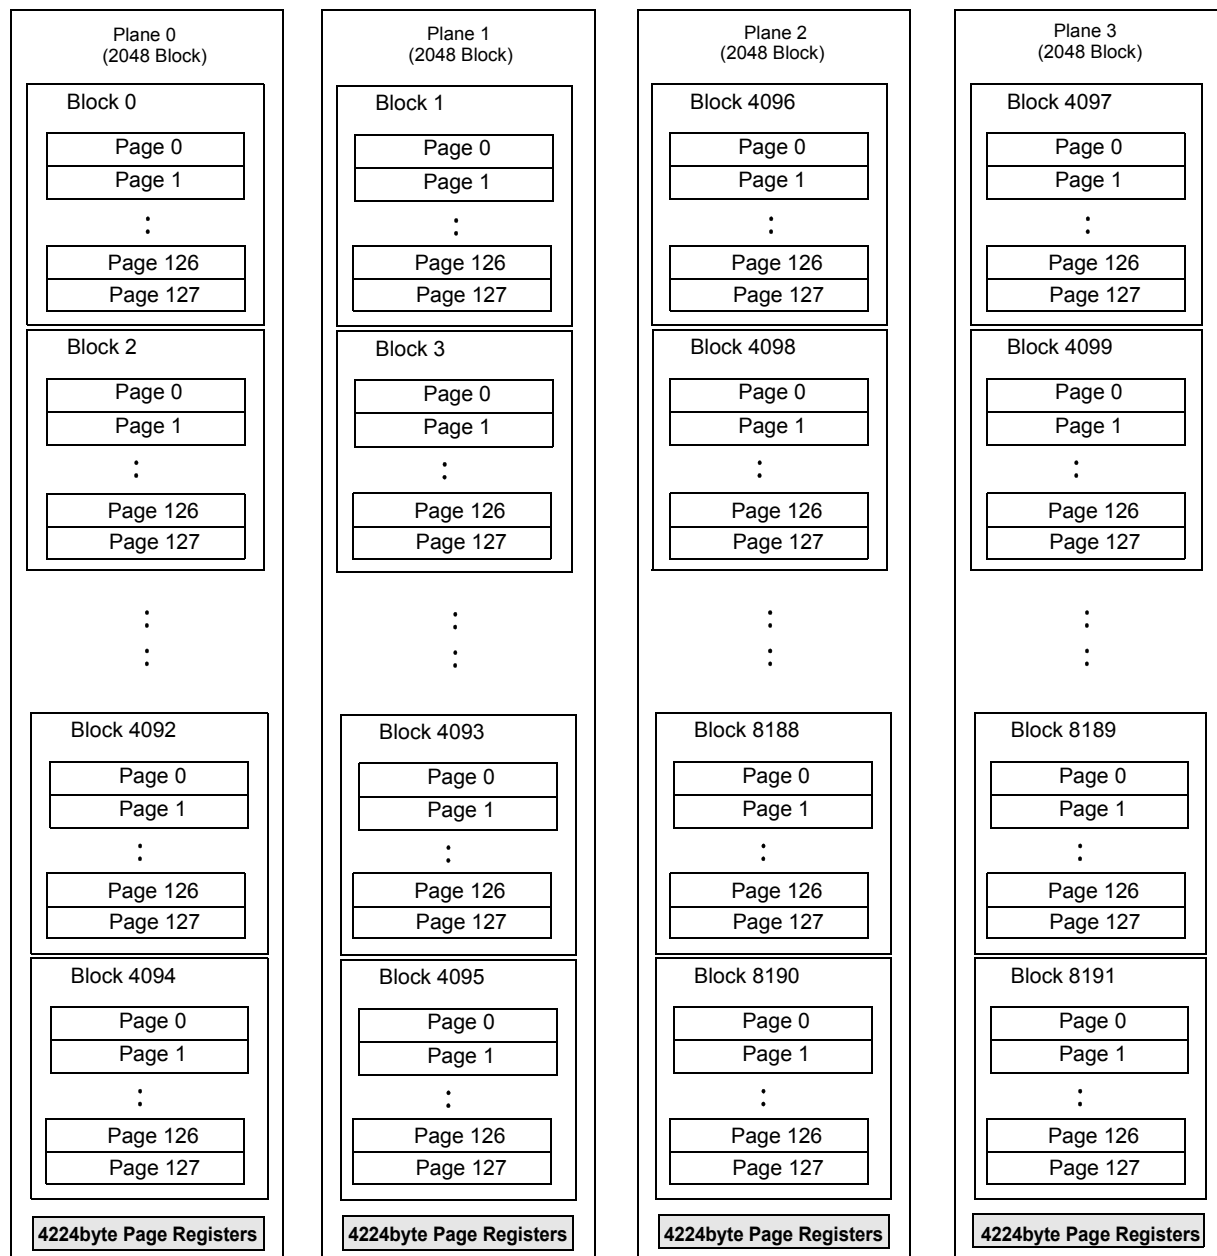 Plane 0
(2048 Block)
Block 0
Page 0
Page 1
:
Page 126
Page 127
Block 2
Page 0
Page 1
:
Page 126
Page 127
:
:
Block 4092
Page 0
Page 1
:
Page 126
Page 127
Block 4094
Page 0
Page 1
:
Page 126
Page 127
4224byte Page Registers
Plane 1
(2048 Block)
Block 1
Page 0
Page 1
:
Page 126
Page 127
Block 3
Page 0
Page 1
:
Page 126
Page 127
:
:
Block 4093
Page 0
Page 1
:
Page 126
Page 127
Block 4095
Page 0
Page 1
:
Page 126
Page 127
4224byte Page Registers
Plane 2
(2048 Block)
Block 4096
Page 0
Page 1
:
Page 126
Page 127
Block 4098
Page 0
Page 1
:
Page 126
Page 127
:
:
Block 8188
Page 0
Page 1
:
Page 126
Page 127
Block 8190
Page 0
Page 1
:
Page 126
Page 127
4224byte Page Registers
Plane 3
(2048 Block)
Block 4097
Page 0
Page 1
:
Page 126
Page 127
Block 4099
Page 0
Page 1
:
Page 126
Page 127
:
:
Block 8189
Page 0
Page 1
:
Page 126
Page 127
Block 8191
Page 0
Page 1
:
Page 126
Page 127
4224byte Page Registers